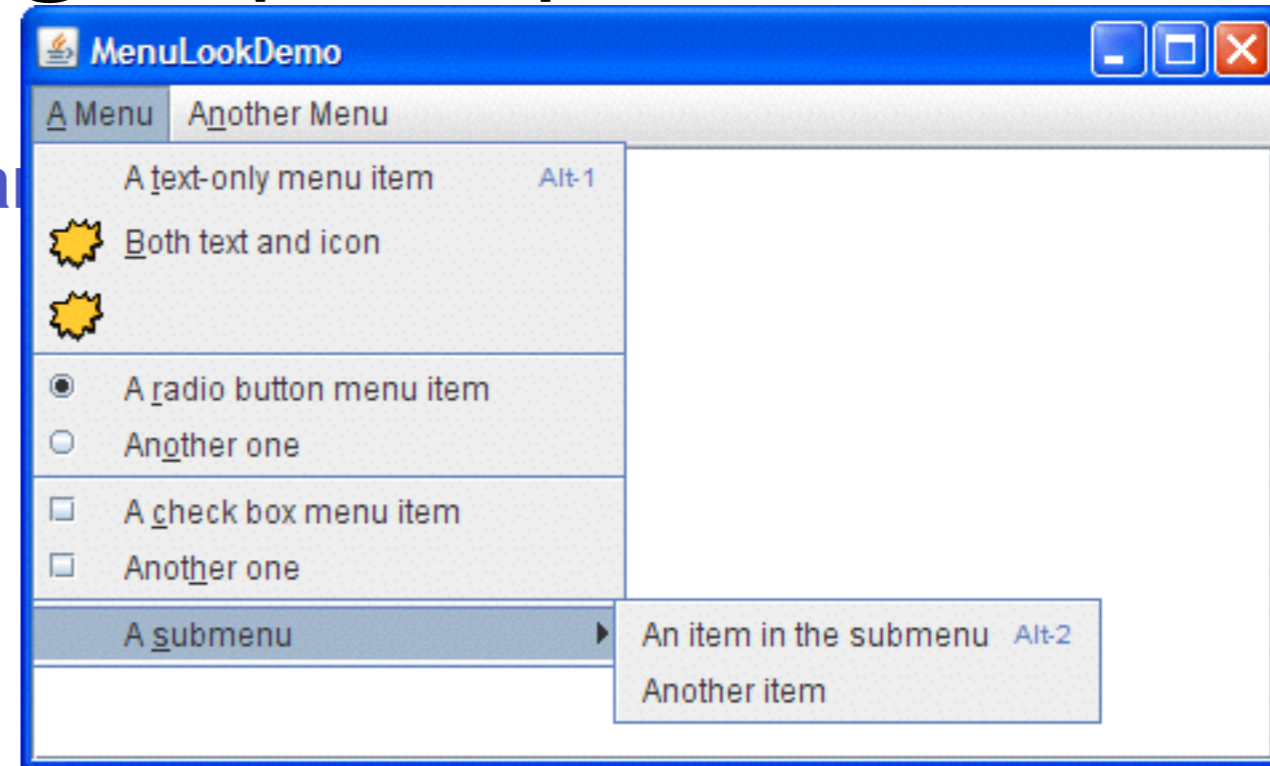 MenuLookDemo
A Menu Another Menu
A text-only menu item Alt-1
Both text and icon
A radio button menu item
Another one
A check box menu item
Another one
A submenu
An item in the submenu Alt-2
Another item